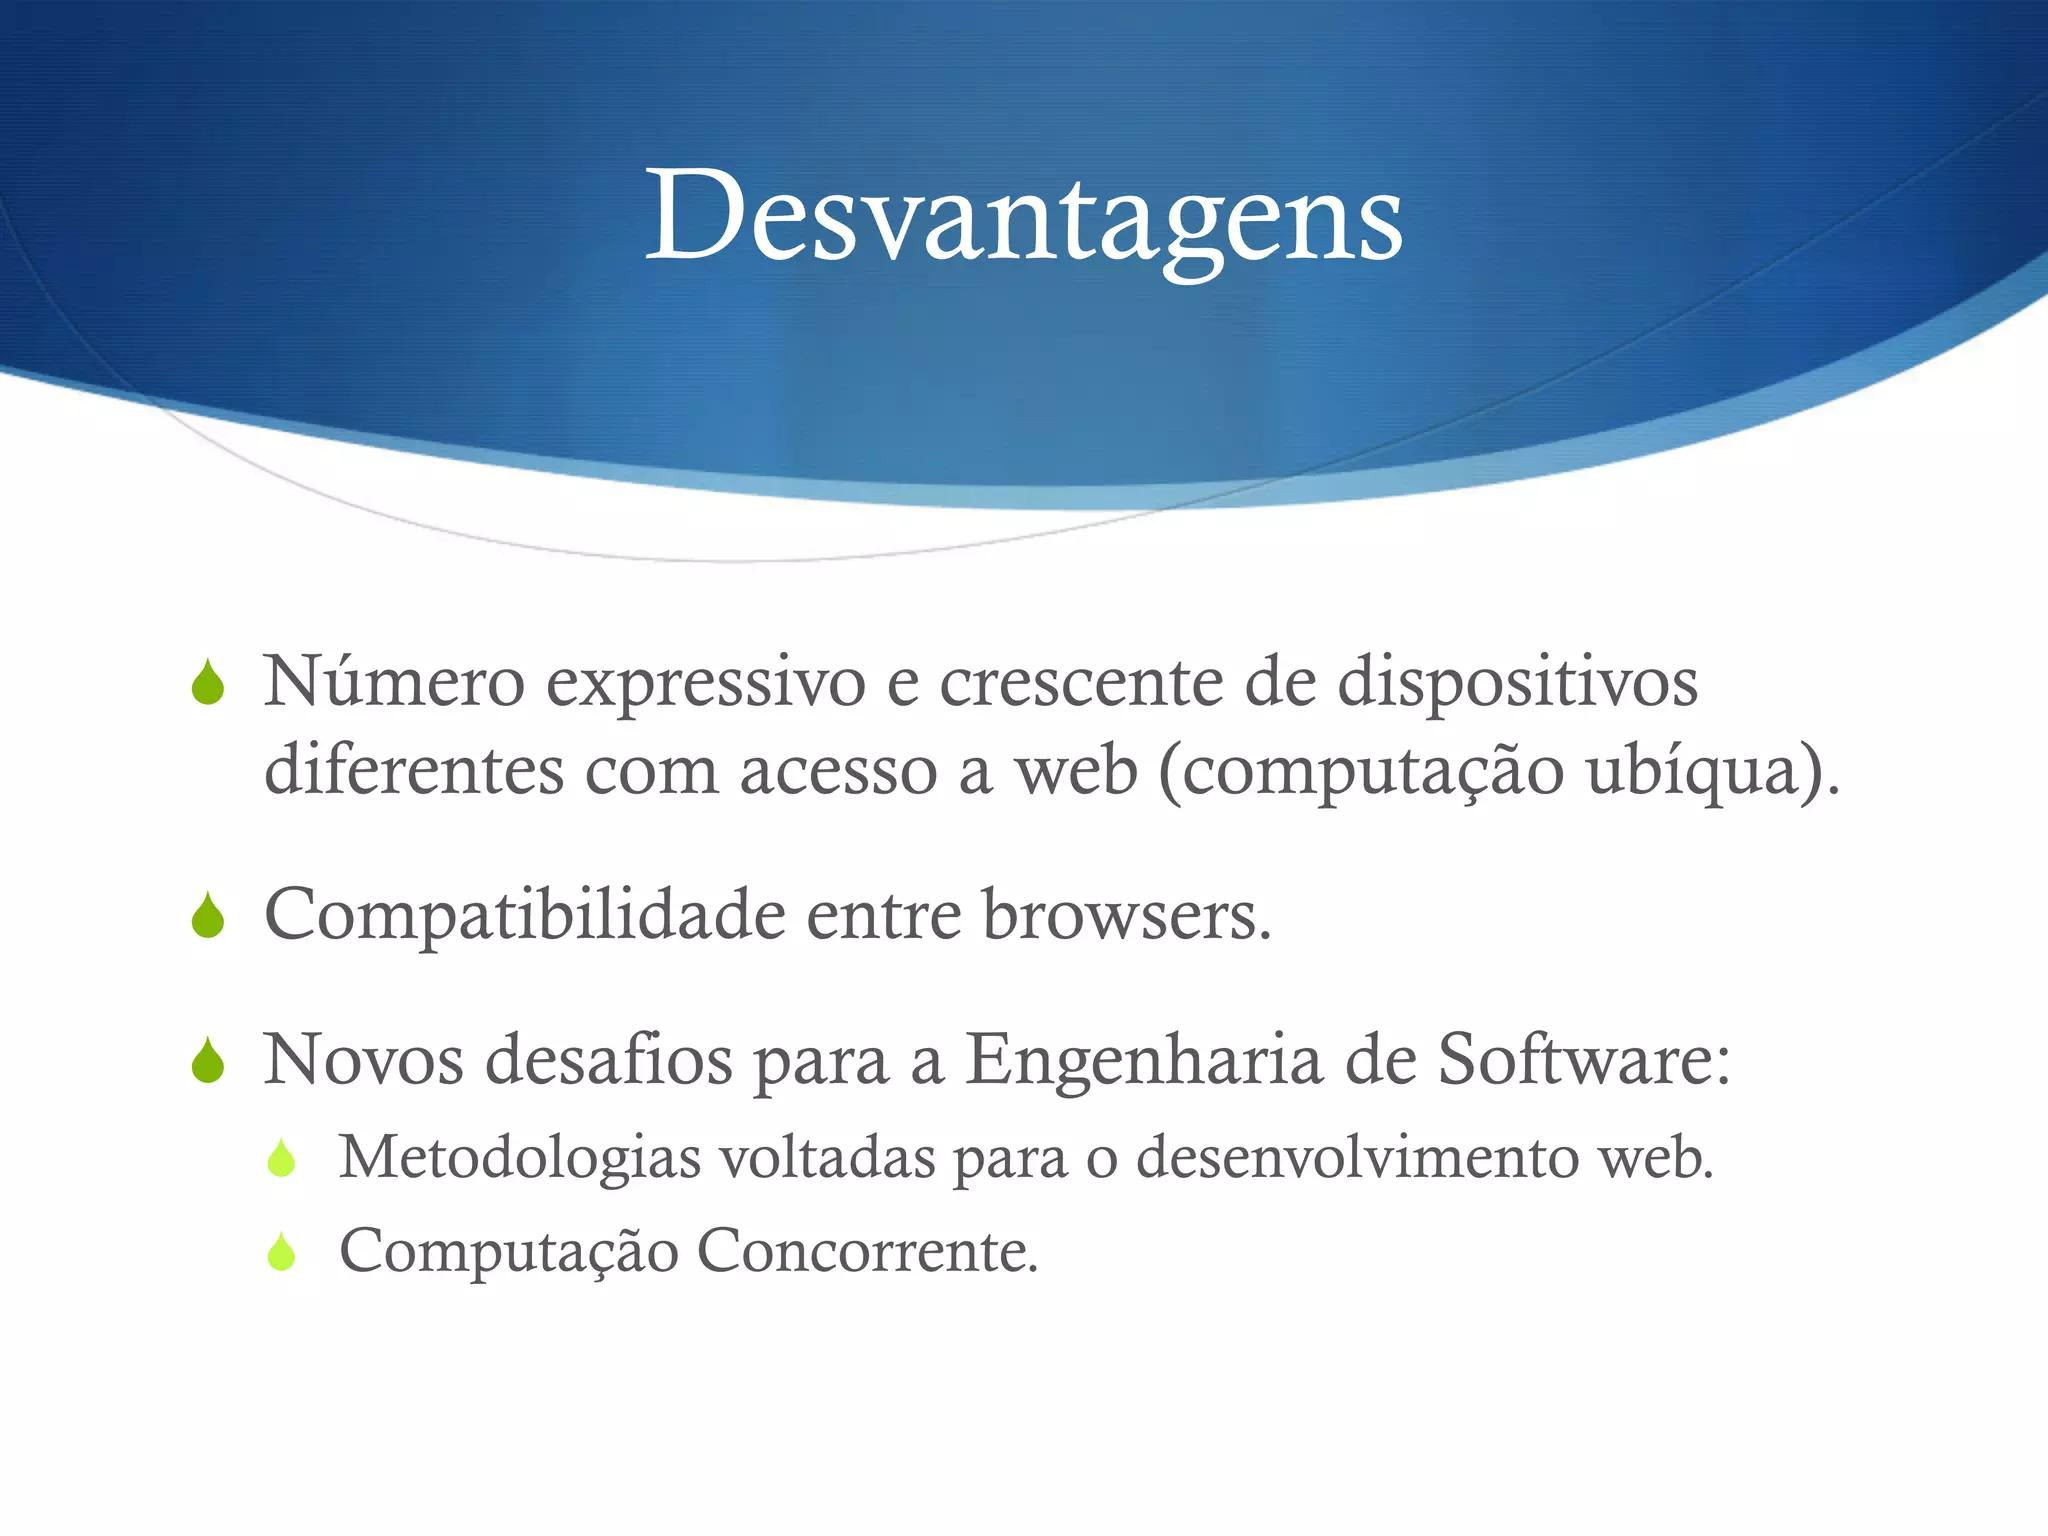 Desvantagens
Número expressivo e crescente de dispositivos
diferentes com acesso a web (computação ubíqua).
Compatibilidade entre browsers.
Novos desafios para a Engenharia de Software:
Metodologias voltadas para o desenvolvimento web.
Computação Concorrente.